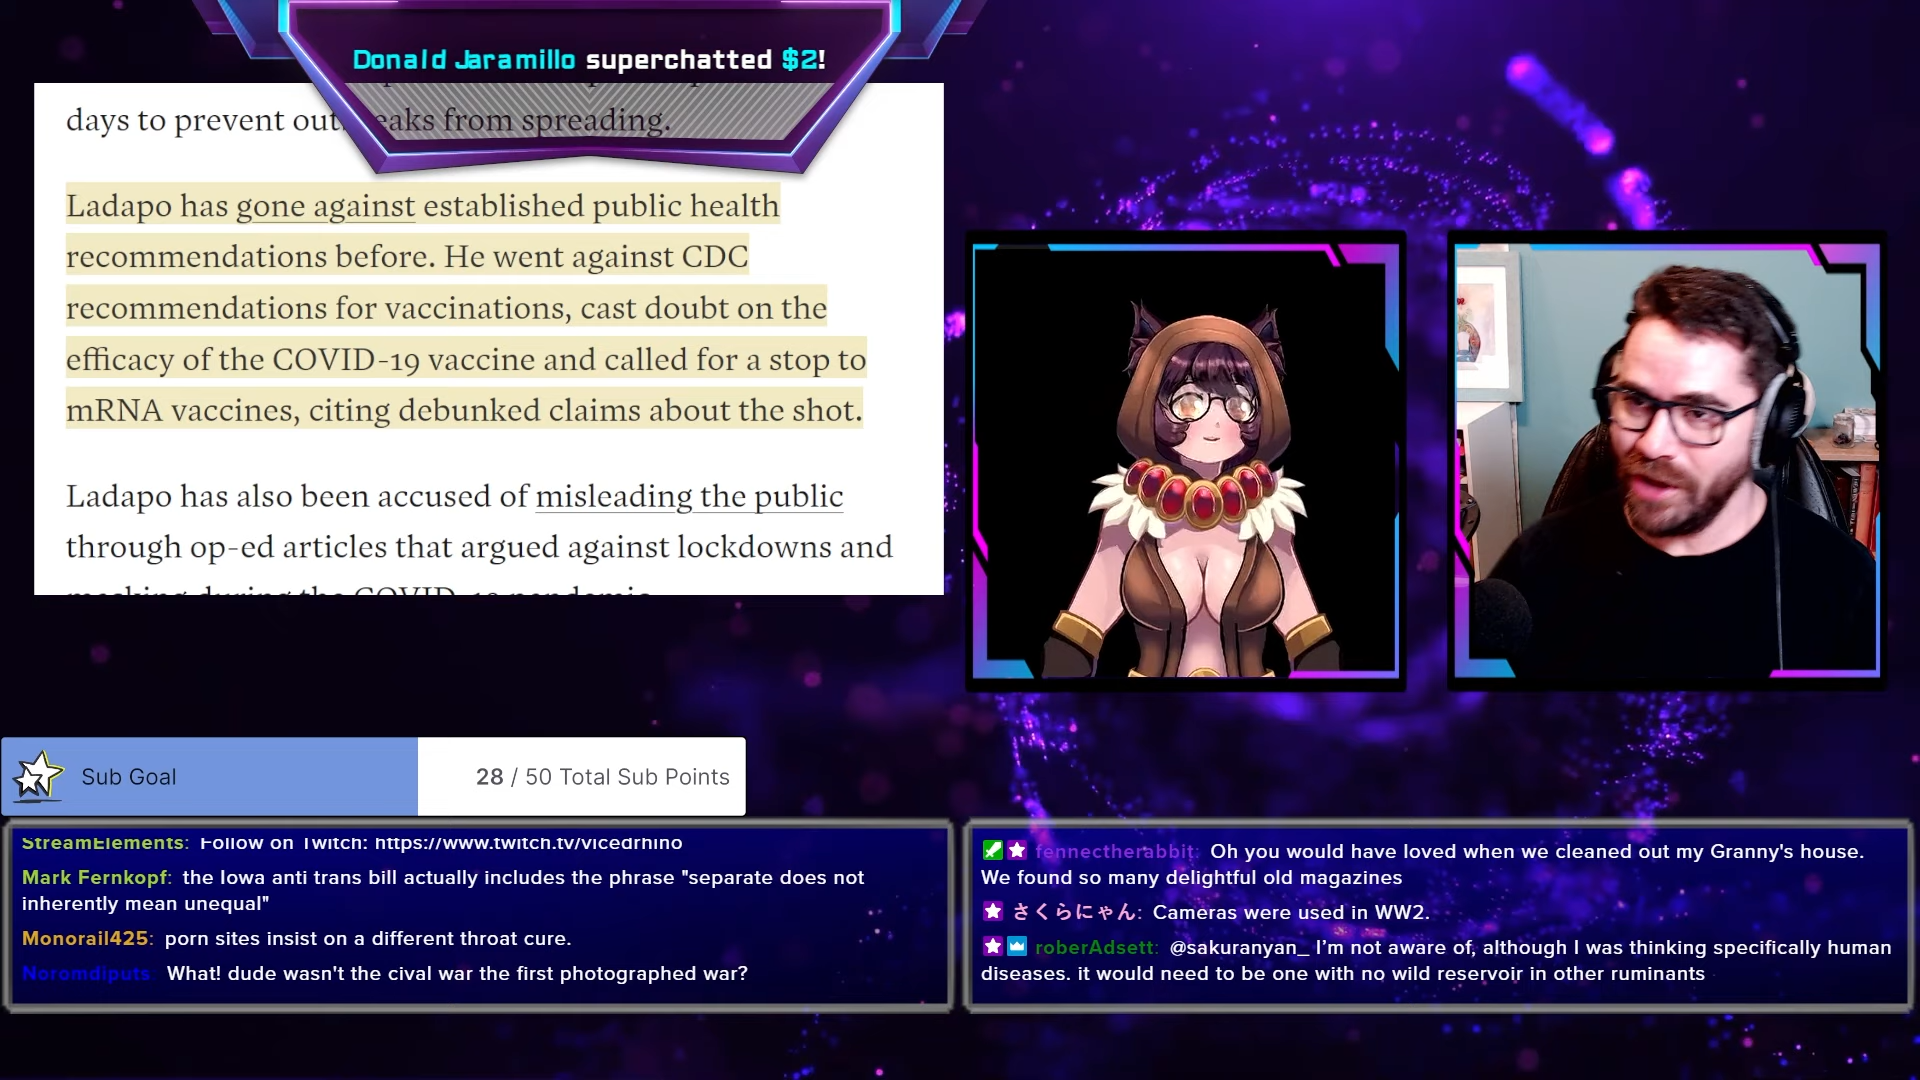 Donald Jaramillo superchatted $2!
days to prevent outbreaks from spreading.
Ladapo has gone against established public health
recommendations before. He went against CDC
recommendations for vaccinations, cast doubt on the
efficacy of the COVID-19 vaccine and called for a stop to
mRNA vaccines, citing debunked claims about the shot.
Ladapo has also been accused of misleading the public
through op-ed articles that argued against lockdowns and
masking during the COVID-19 pandemic.
Sub Goal
28 / 50 Total Sub Points
StreamElements: Follow on Twitch: https://www.twitch.tv/vicedrhino
Mark Fernkopf: the Iowa anti trans bill actually includes the phrase "separate does not
inherently mean unequal"
Monorail425: porn sites insist on a different throat cure.
Noromdiputs: What! dude wasn't the cival war the first photographed war?
fennectherabbit: Oh you would have loved when we cleaned out my Granny's house.
We found so many delightful old magazines
さくらにゃん: Cameras were used in WW2.
roberAdsett: @sakuranyan_ I'm not aware of, although I was thinking specifically human
diseases. it would need to be one with no wild reservoir in other ruminants